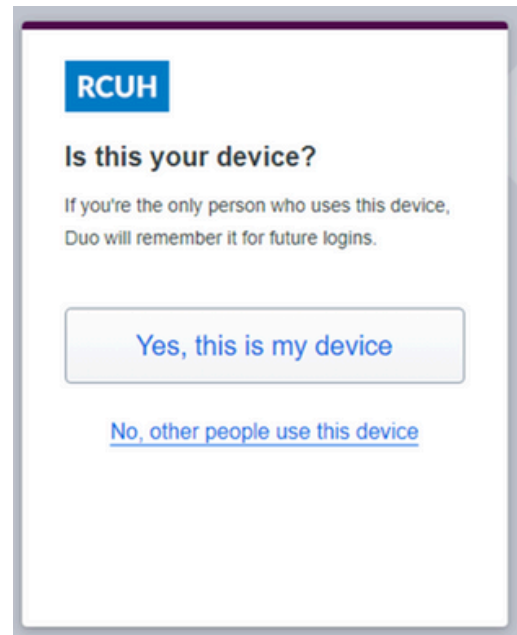 RCUH
Is this your device?
If you're the only person who uses this device,
Duo will remember it for future logins.
Yes, this is my device
No, other people use this device